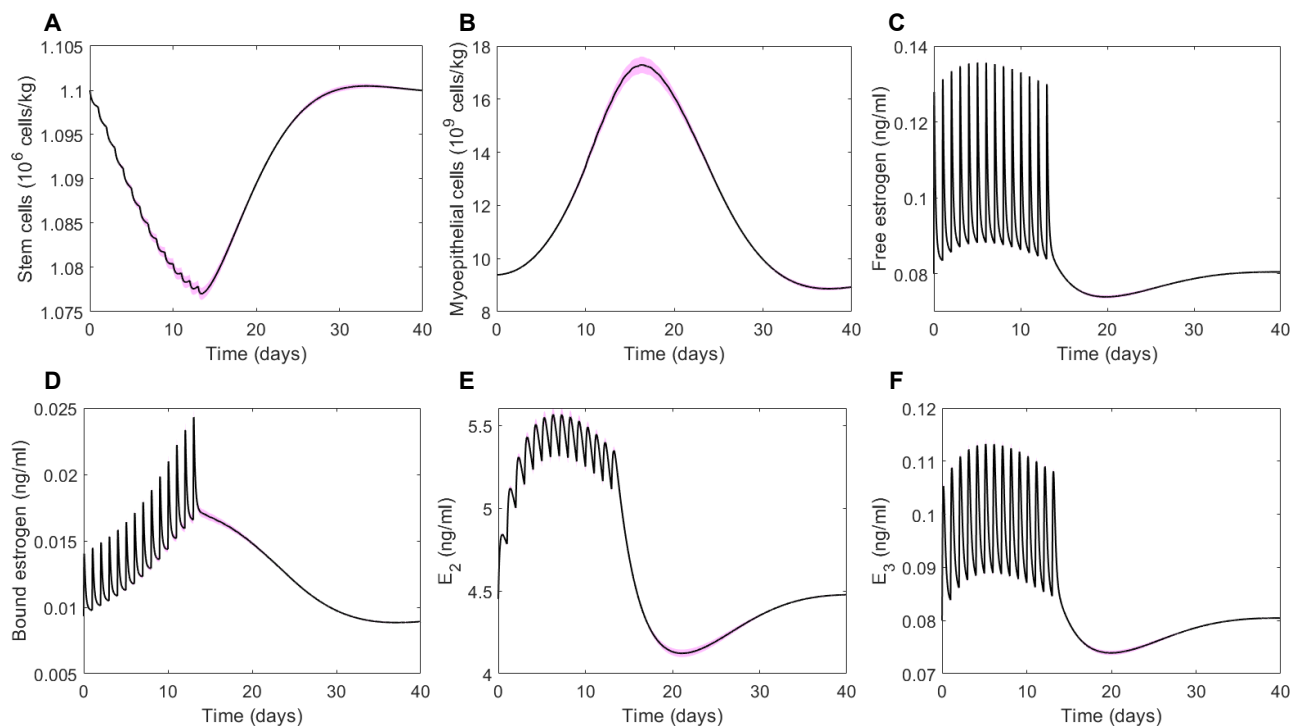 A
Stem cells (10^6 cells/kg)
1.105
1.1
1.095
1.09
1.085
1.08
1.075
0 10 20 30 40
Time (days)
B
Myoepithelial cells (10^9 cells/kg)
18
16
14
12
10
8
0 10 20 30 40
Time (days)
C
Free estrogen (ng/ml)
0.14
0.12
0.1
0.08
0 10 20 30 40
Time (days)
D
Bound estrogen (ng/ml)
0.025
0.02
0.015
0.01
0.005
0 10 20 30 40
Time (days)
E
E_2 (ng/ml)
5.5
5
4.5
4
0 10 20 30 40
Time (days)
F
E_3 (ng/ml)
0.12
0.11
0.1
0.09
0.08
0.07
0 10 20 30 40
Time (days)